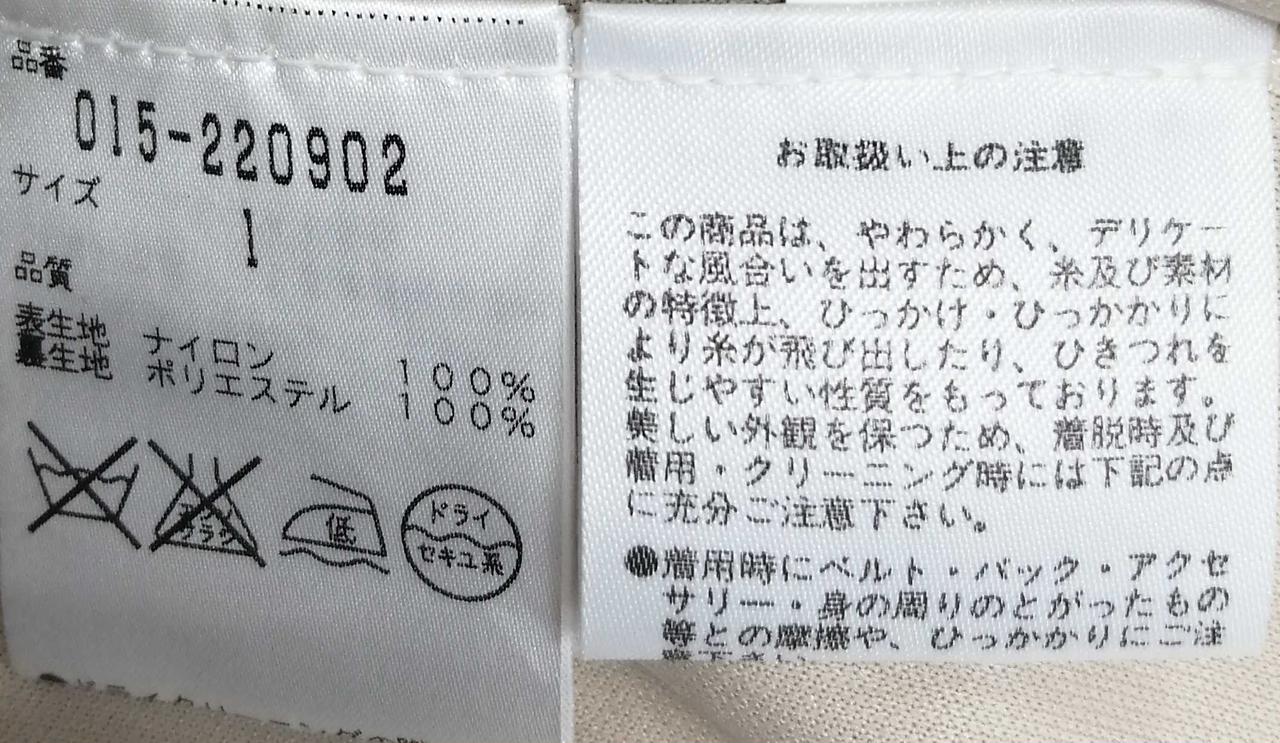 品番
015-220902
サイズ
1
品質
表生地 ナイロン 100%
裏生地 ポリエステル 100%
エンソサラシ
低
ドライ
セキユ系
お取扱い上の注意
この商品は、やわらかく、デリケー
トな風合いを出すため、糸及び素材
の特徴上、ひっかけ・ひっかかりに
より糸が飛び出したり、ひきつれを
生じやすい性質をもっております。
美しい外観を保つため、着脱時及び
着用・クリーニング時には下記の点
に充分ご注意下さい。
●着用時にベルト・バック・アクセ
サリー・身の周りのとがったもの
等との摩擦や、ひっかかりにご注
意下さい